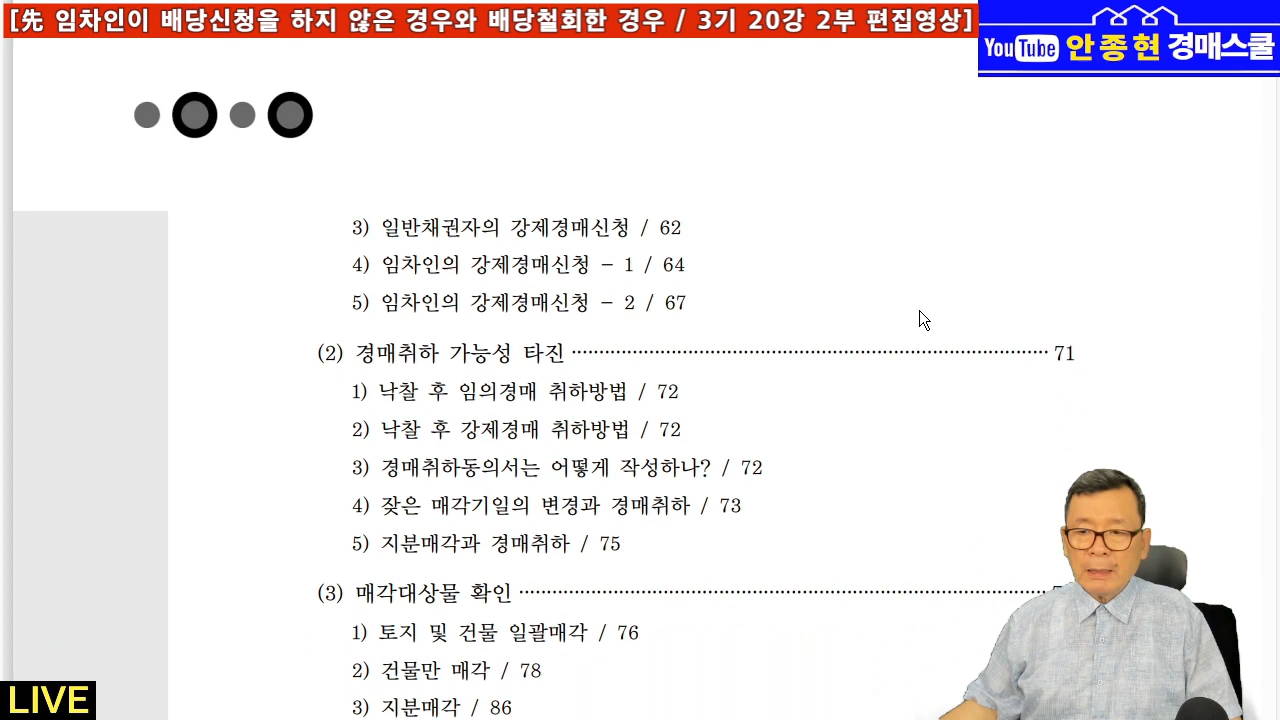 [先 임차인이 배당신청을 하지 않은 경우와 배당철회한 경우 / 3기 20강 2부 편집영상]
YouTube 안종현 경매스쿨
3) 일반채권자의 강제경매신청 / 62
4) 임차인의 강제경매신청 – 1 / 64
5) 임차인의 강제경매신청 – 2 / 67
(2) 경매취하 가능성 타진 ········ 71
1) 낙찰 후 임의경매 취하방법 / 72
2) 낙찰 후 강제경매 취하방법 / 72
3) 경매취하동의서는 어떻게 작성하나? / 72
4) 잦은 매각기일의 변경과 경매취하 / 73
5) 지분매각과 경매취하 / 75
(3) 매각대상물 확인 ········
1) 토지 및 건물 일괄매각 / 76
2) 건물만 매각 / 78
3) 지분매각 / 86
LIVE